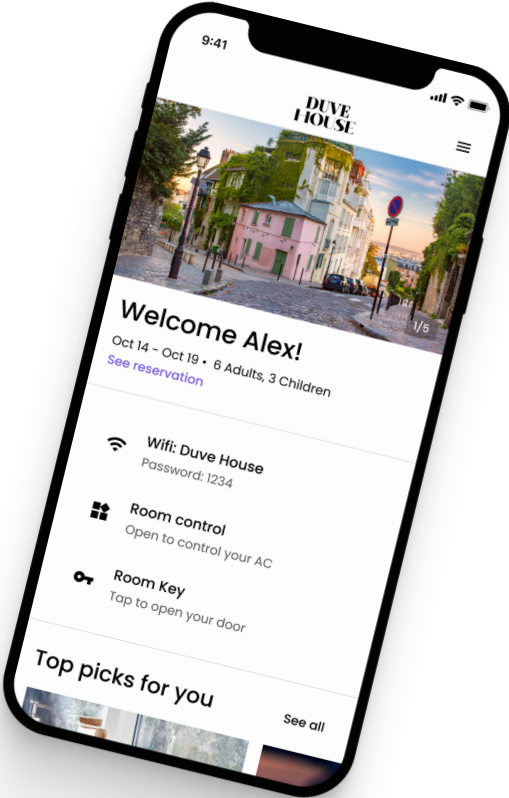 9:41
DUVE
HOUSE
1/5
Welcome Alex!
Oct 14 - Oct 19 • 6 Adults, 3 Children
See reservation
Wifi: Duve House
Password: 1234
Room control
Open to control your AC
Room Key
Tap to open your door
Top picks for you
See all